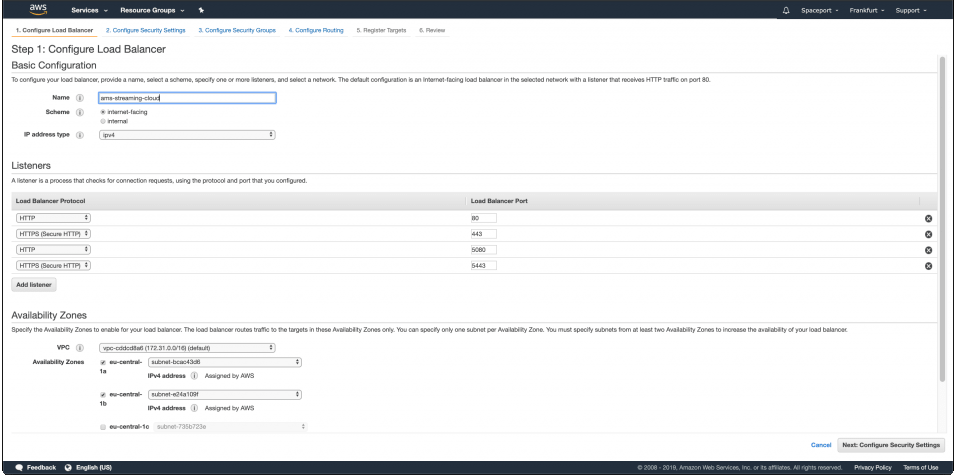 aws Services Resource Groups Spaceport Frankfurt Support
1. Configure Load Balancer 2. Configure Security Settings 3. Configure Security Groups 4. Configure Routing 5. Register Targets 6. Review
Step 1: Configure Load Balancer
Basic Configuration
To configure your load balancer, provide a name, select a scheme, specify one or more listeners, and select a network. The default configuration is an Internet-facing load balancer in the selected network with a listener that receives HTTP traffic on port 80.
Name i ams-streaming-cloud
Scheme i internet-facing
internal
IP address type i ipv4
Listeners
A listener is a process that checks for connection requests, using the protocol and port that you configured.
Load Balancer Protocol Load Balancer Port
HTTP 80
HTTPS (Secure HTTP) 443
HTTP 5080
HTTPS (Secure HTTP) 5443
Add listener
Availability Zones
Specify the Availability Zones to enable for your load balancer. The load balancer routes traffic to the targets in these Availability Zones only. You can specify only one subnet per Availability Zone. You must specify subnets from at least two Availability Zones to increase the availability of your load balancer.
VPC i vpc-cddcd8a6 (172.31.0.0/16) (default)
Availability Zones eu-central- subnet-bcac43d6
1a
IPv4 address i Assigned by AWS
eu-central- subnet-e24a109f
1b
IPv4 address i Assigned by AWS
eu-central-1c subnet-735b723e
Cancel Next: Configure Security Settings
Feedback English (US) © 2008 - 2019, Amazon Web Services, Inc. or its affiliates. All rights reserved. Privacy Policy Terms of Use